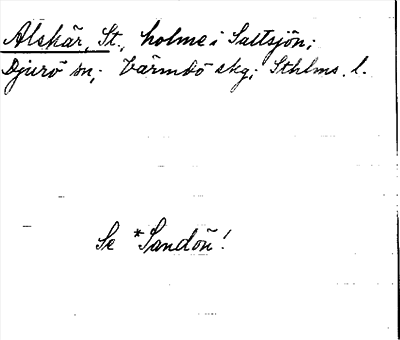 Alskär, St., holme i Saltsjön;
Djurö sn; Värmdö skg; Sthlms. l.
Se *Sandön!